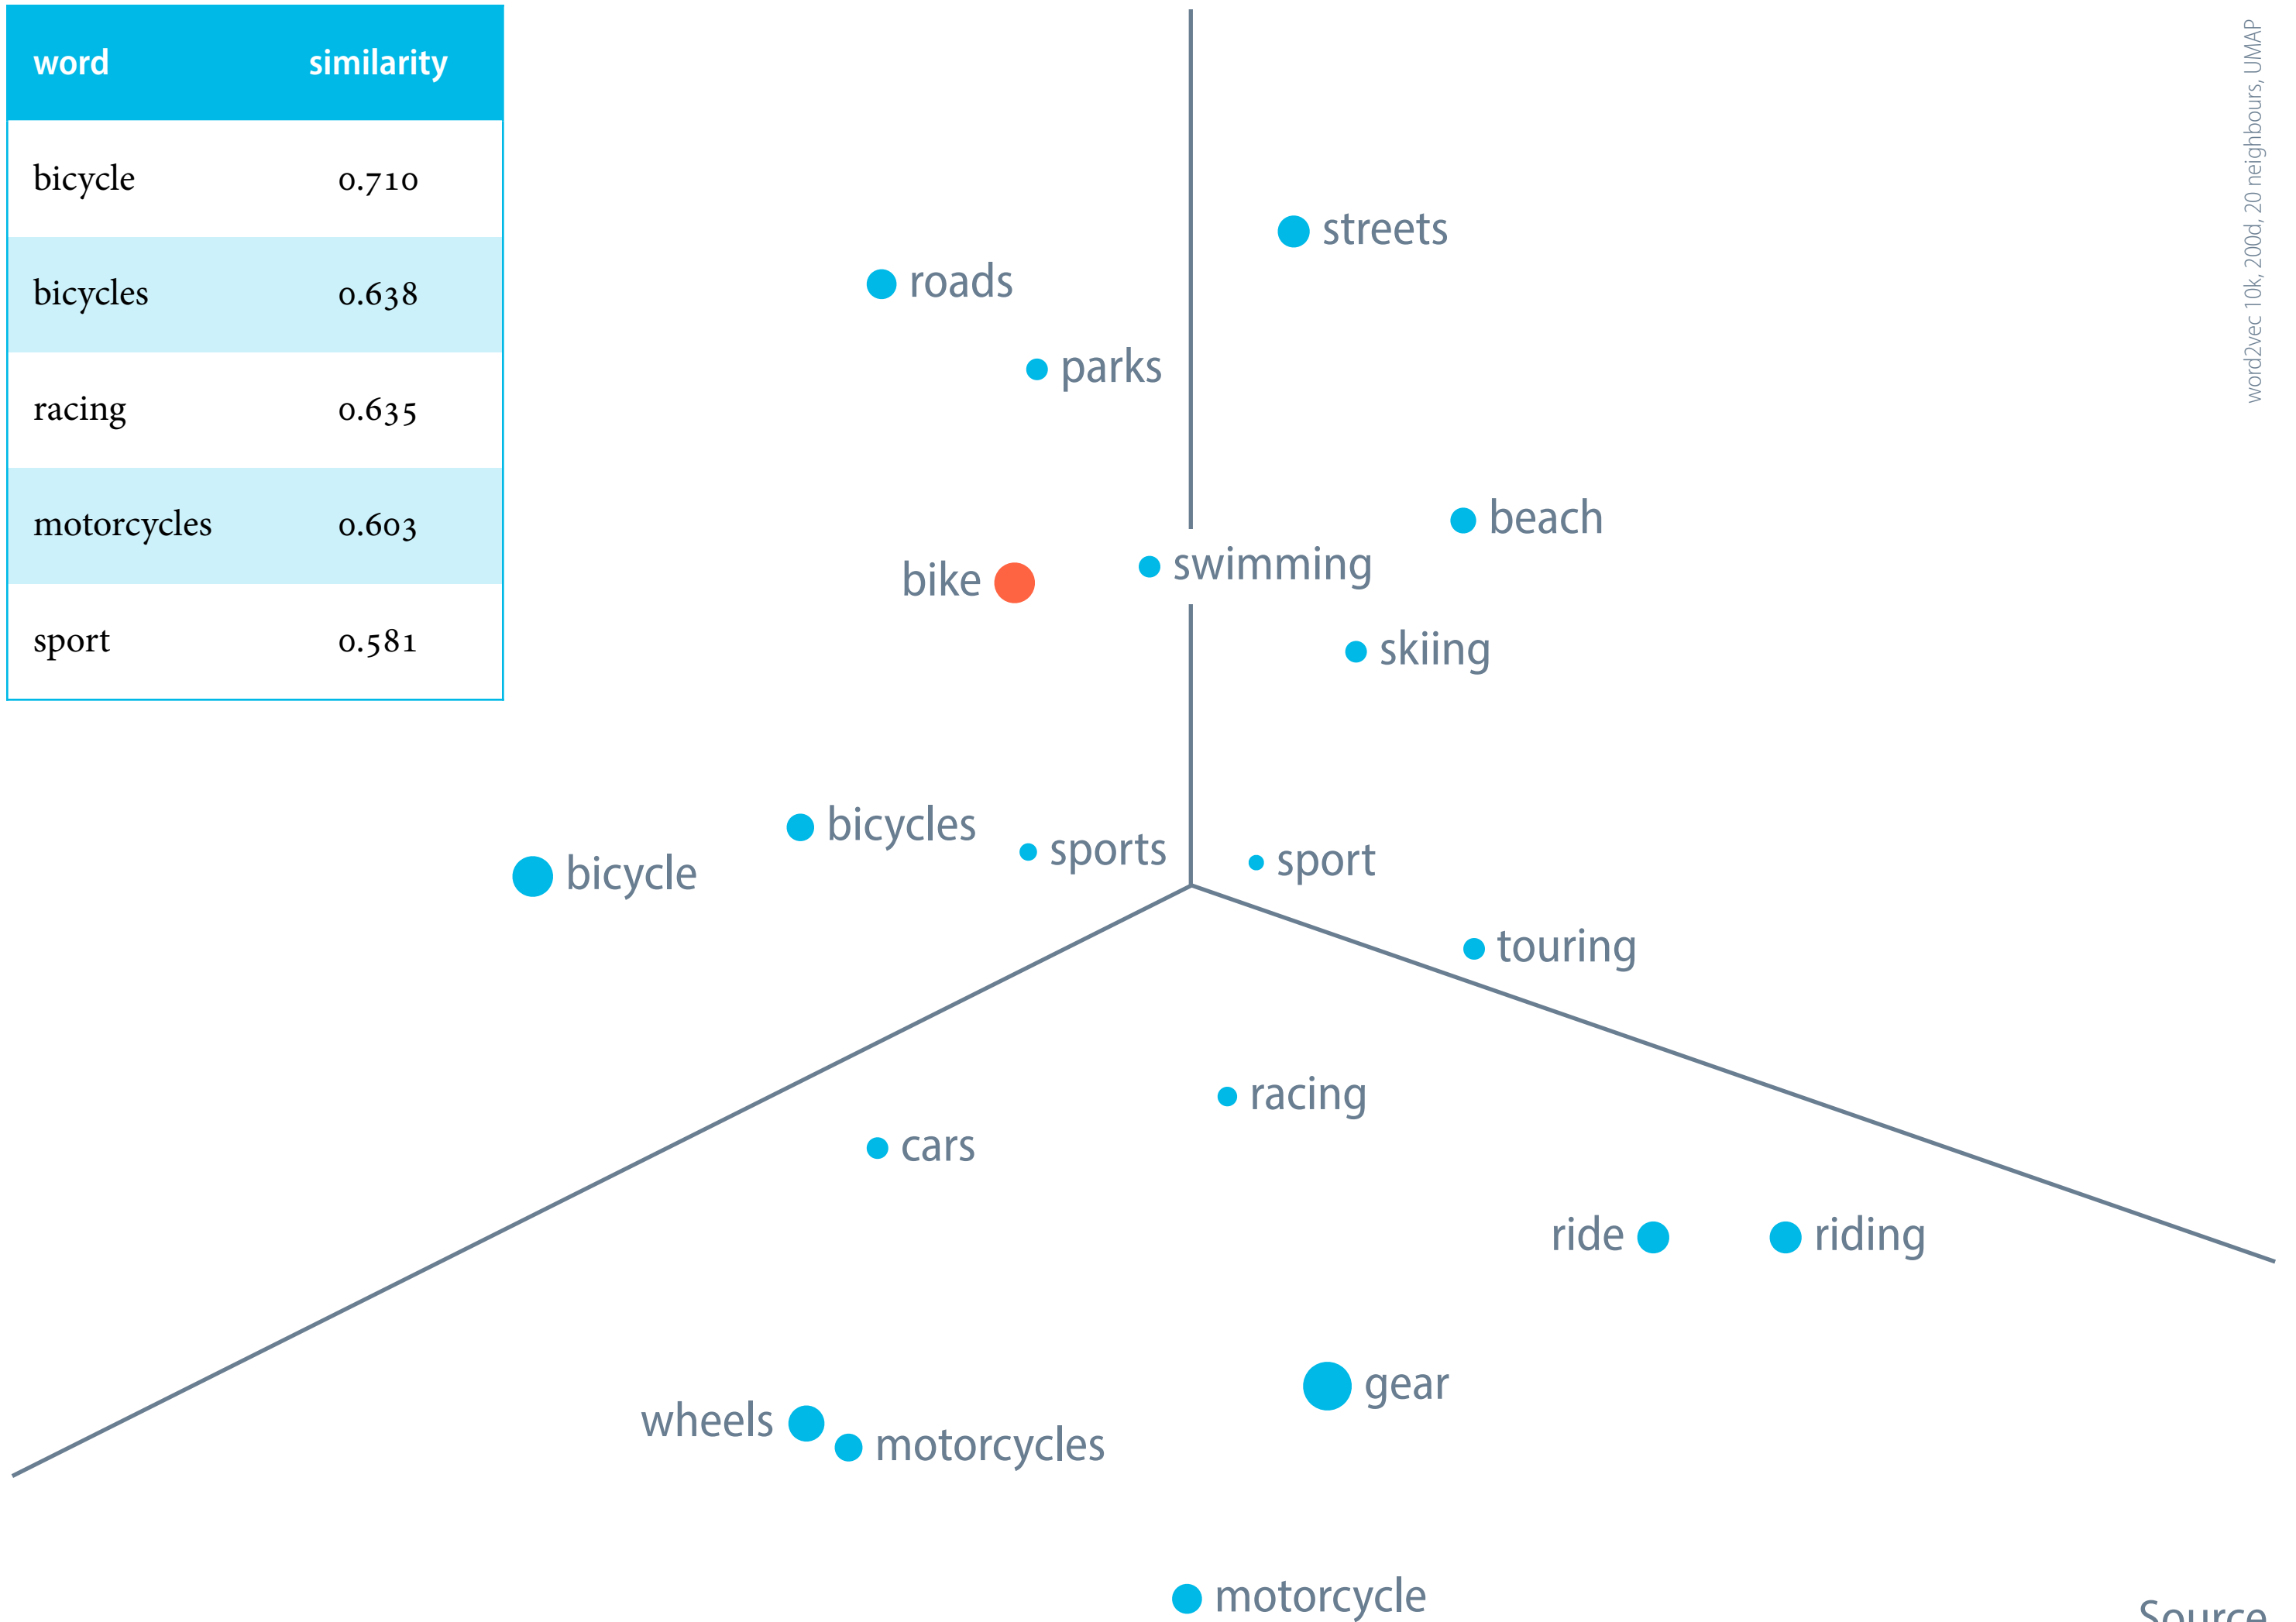 word similarity
bicycle 0.710
bicycles 0.638
racing 0.635
motorcycles 0.603
sport 0.581
word2vec 10k, 200d, 20 neighbours, UMAP
streets
roads
parks
beach
swimming
bike
skiing
bicycles
sports
sport
bicycle
touring
racing
cars
ride
riding
gear
wheels
motorcycles
motorcycle
Source